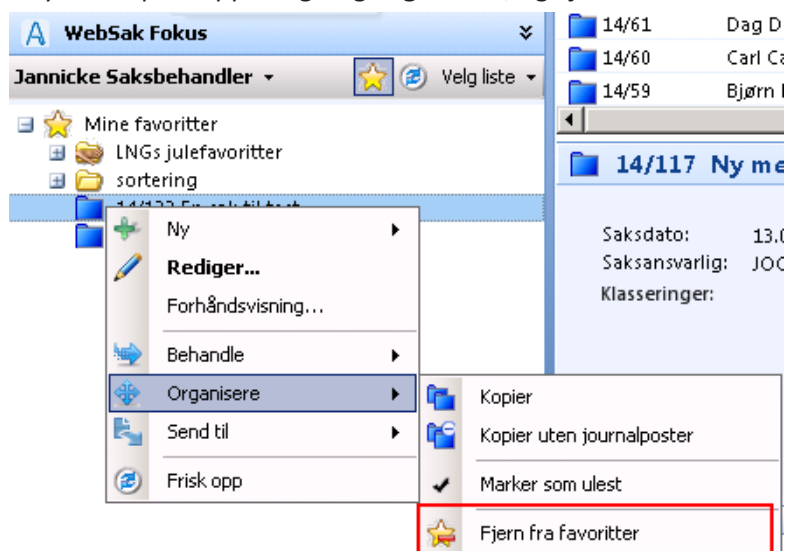 WebSak Fokus
Jannicke Saksbehandler
Velg liste
Mine favoritter
LNGs julefavoritter
sortering
Ny
Rediger...
Forhåndsvisning...
Behandle
Organisere
Send til
Frisk opp
Kopier
Kopier uten journalposter
Marker som ulest
Fjern fra favoritter
14/61 Dag D
14/60 Carl
14/59 Bjørn
14/117 Ny
Saksdato: 13.0
Saksansvarlig:
Klasseringer: